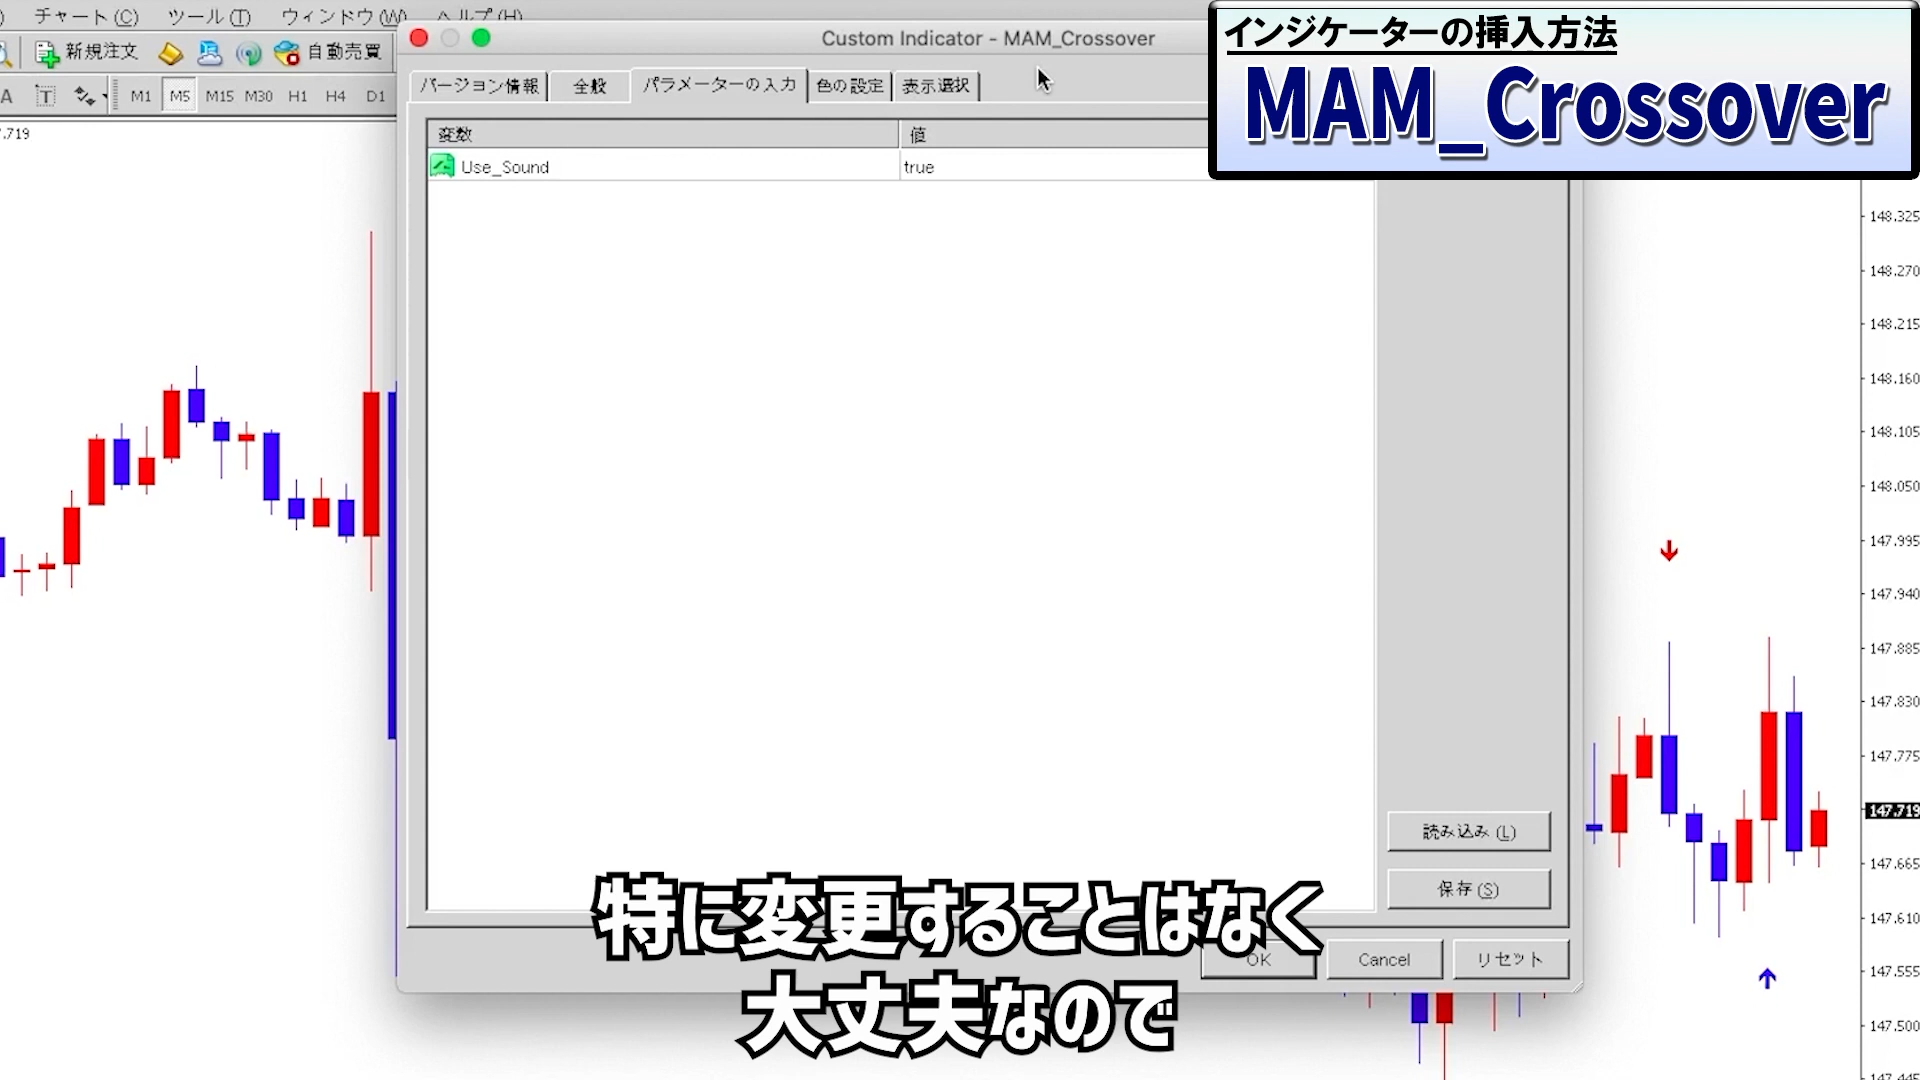 チャート (C) ツール (T) ウィンドウ (W) ヘルプ (H)
新規注文 自動売買
A T M1 M5 M15 M30 H1 H4 D1
.719
Custom Indicator - MAM_Crossover
バージョン情報 全般 パラメーターの入力 色の設定 表示選択
変数 値
Use_Sound true
インジケーターの挿入方法
MAM_Crossover
148.325
148.270
148.215
148.160
148.105
148.050
147.995
147.940
147.885
147.830
147.775
147.719
147.665
147.610
147.555
147.500
147.445
読み込み (L)
保存 (S)
OK Cancel リセット
特に変更することはなく
大丈夫なので